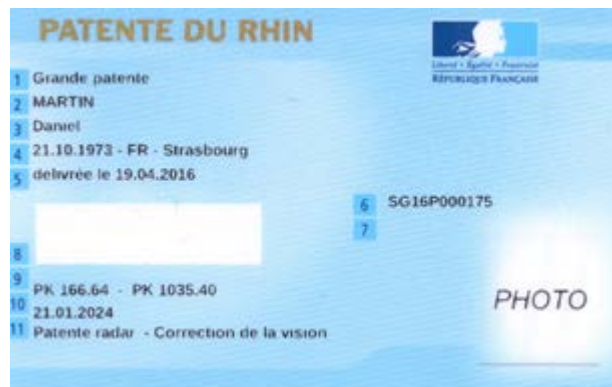 PATENTE DU RHIN
Liberté • Égalité • Fraternité
RÉPUBLIQUE FRANÇAISE
1 Grande patente
2 MARTIN
3 Daniel
4 21.10.1973 - FR - Strasbourg
5 délivrée le 19.04.2016
6 SG16P000175
7
8
9 PK 166.64 - PK 1035.40
10 21.01.2024
11 Patente radar - Correction de la vision
PHOTO